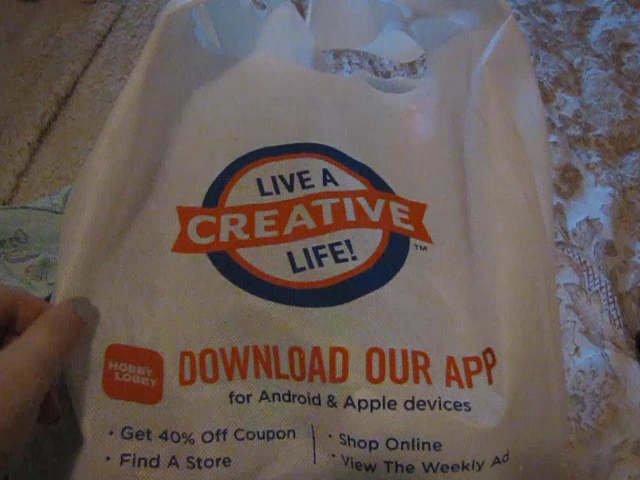 LIVE A
CREATIVE
LIFE!
™
HOBBY
LOBBY
DOWNLOAD OUR APP
for Android & Apple devices
• Get 40% Off Coupon
• Find A Store
• Shop Online
• View The Weekly Ad